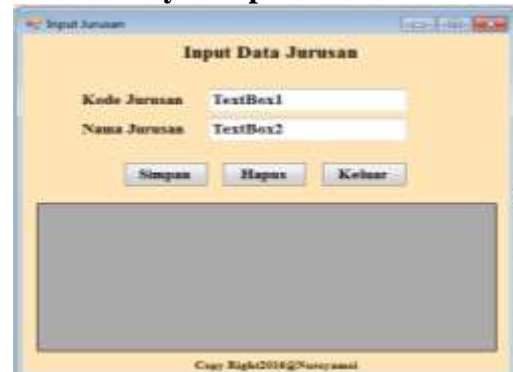 Input Jurusan
Input Data Jurusan
Kode Jurusan TextBox1
Nama Jurusan TextBox2
Simpan Hapus Keluar
Copy Right2016@